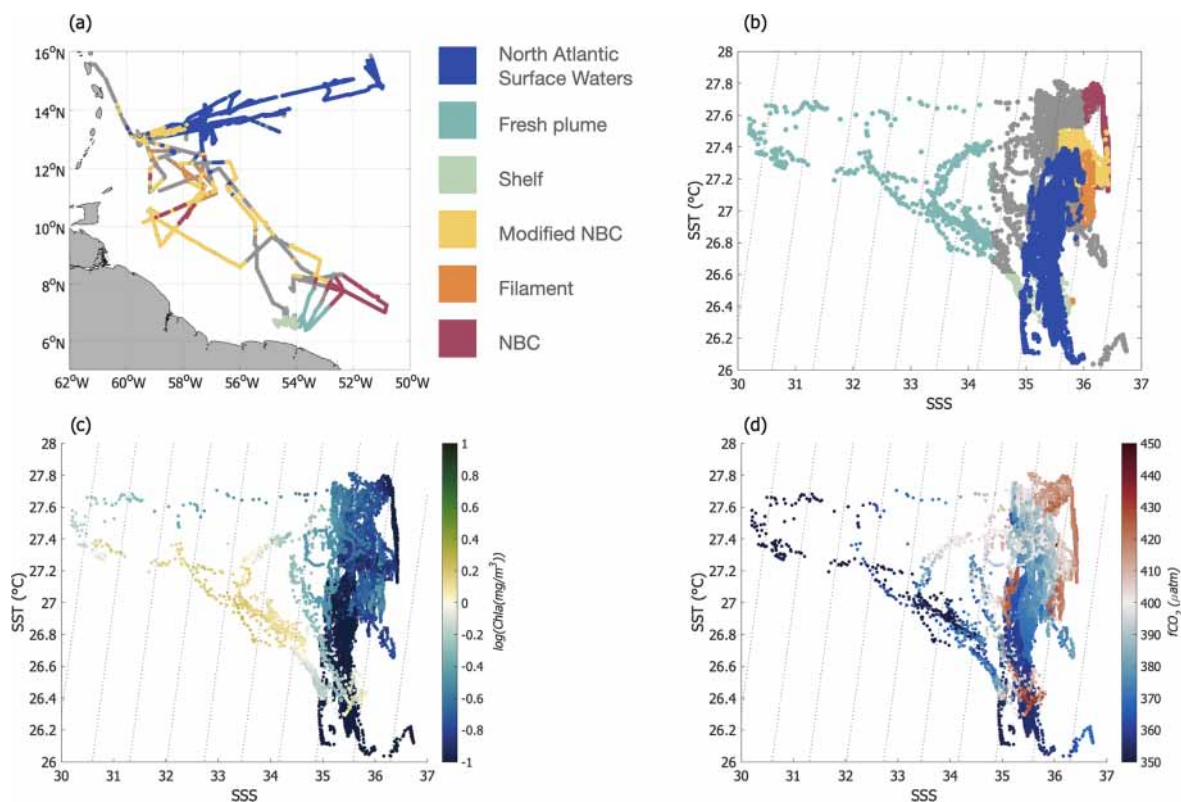 (a)
16°N
14°N
12°N
10°N
8°N
6°N
62°W
60°W
58°W
56°W
54°W
52°W
50°W
North Atlantic
Surface Waters
Fresh plume
Shelf
Modified NBC
Filament
NBC
(b)
28
27.8
27.6
27.4
27.2
27
26.8
26.6
26.4
26.2
26
SST (°C)
30
31
32
33
34
35
36
37
SSS
(c)
28
27.8
27.6
27.4
27.2
27
26.8
26.6
26.4
26.2
26
SST (°C)
30
31
32
33
34
35
36
37
SSS
1
0.8
0.6
0.4
0.2
0
-0.2
-0.4
-0.6
-0.8
-1
log(Chla(mg/m³))
(d)
28
27.8
27.6
27.4
27.2
27
26.8
26.6
26.4
26.2
26
SST (°C)
30
31
32
33
34
35
36
37
SSS
450
440
430
420
410
400
390
380
370
360
350
fCO₂ (μatm)